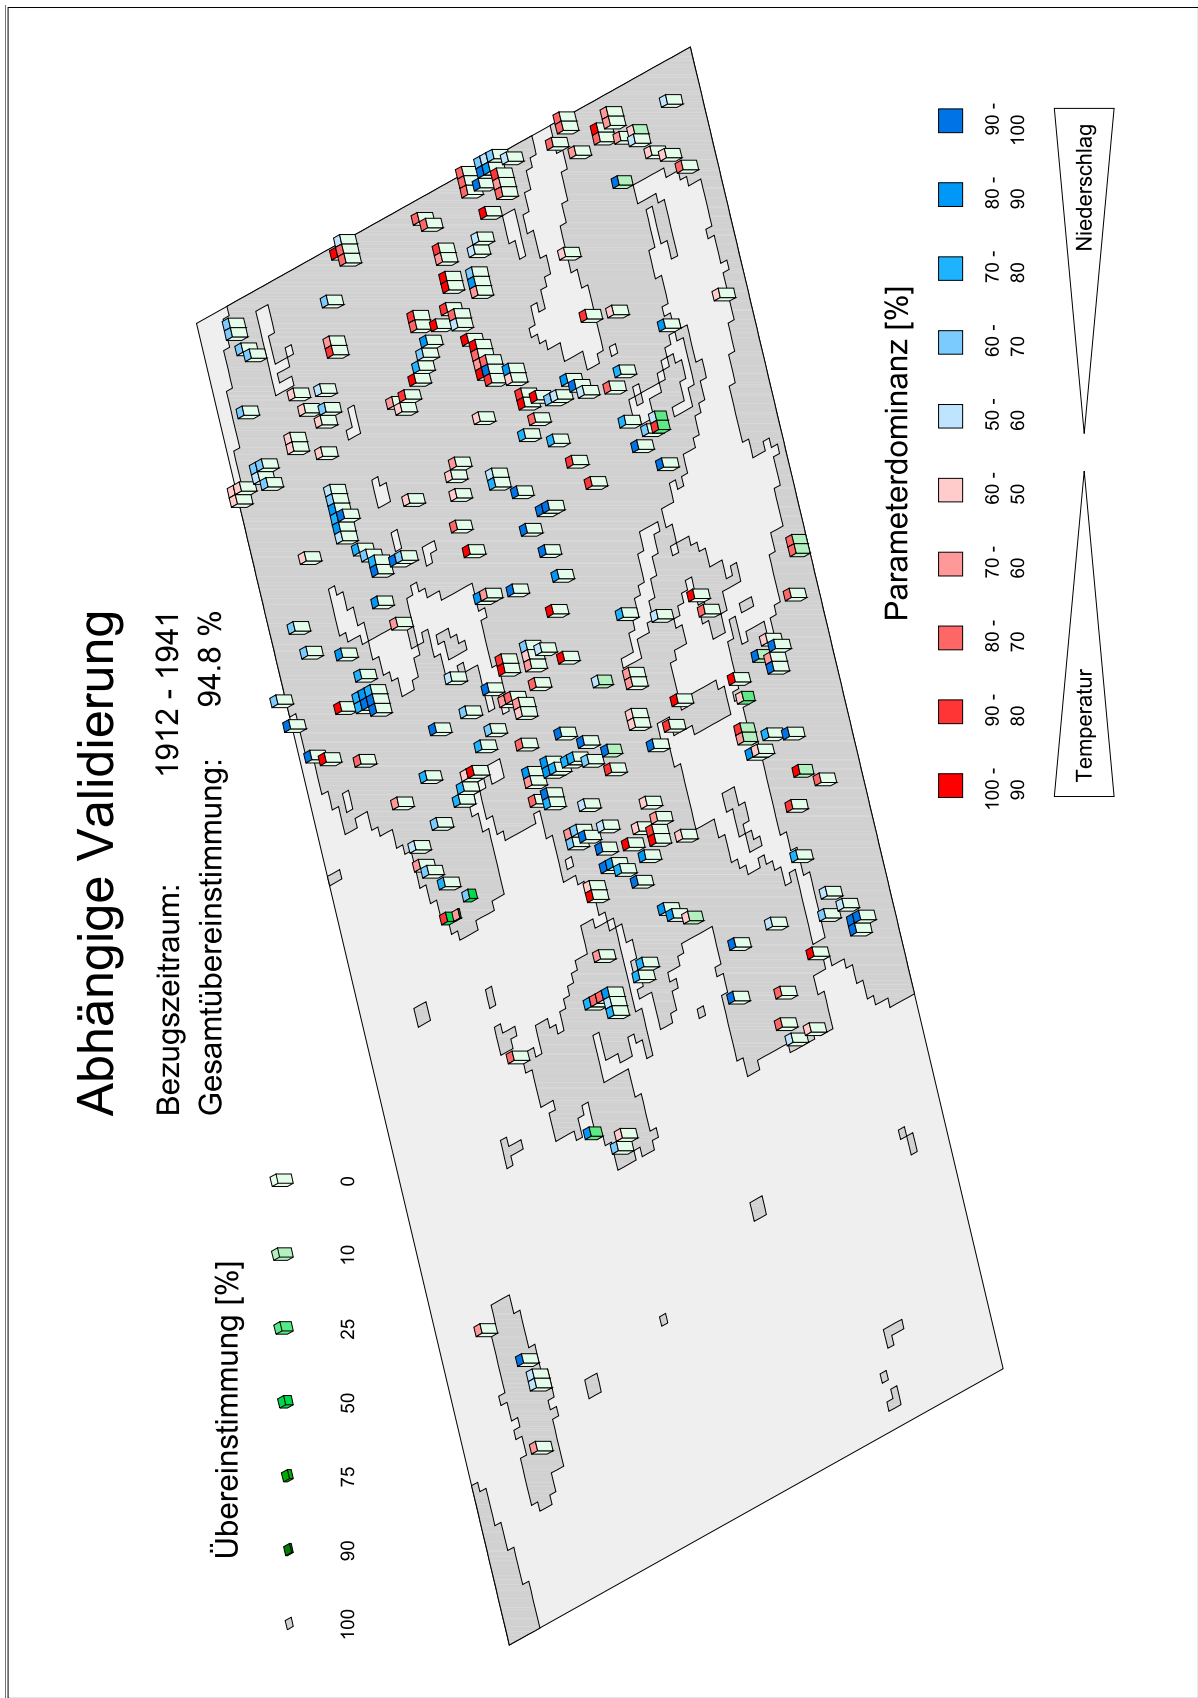 Abhängige Validierung
Bezugszeitraum: 1912 - 1941
Gesamtübereinstimmung: 94.8 %
Übereinstimmung [%]
100 90 75 50 25 10 0
Parameterdominanz [%]
100 - 90 - 80 - 70 - 60 - 50 - 60 - 70 - 80 - 90 -
90 80 70 60 50 60 70 80 90 100
Temperatur Niederschlag